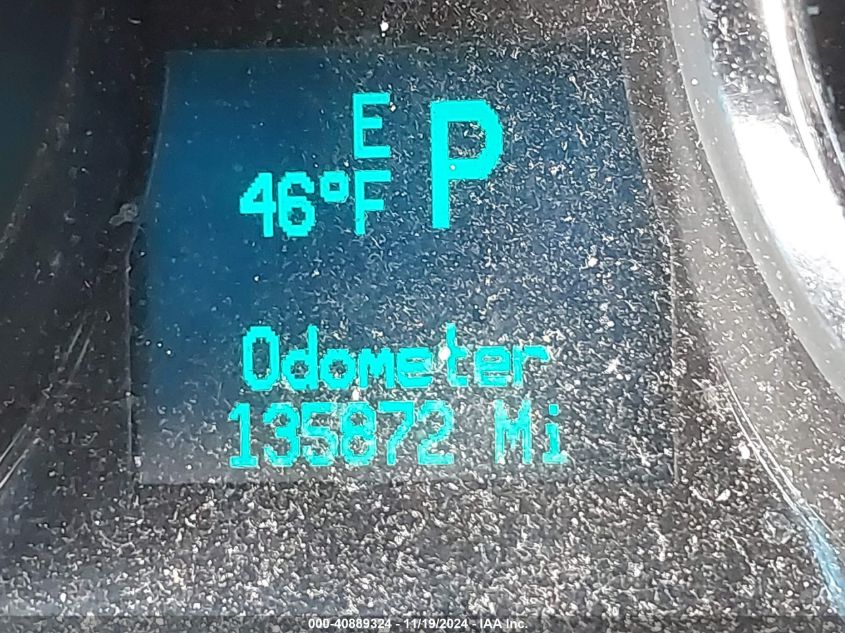 E P
46°F
Odometer
135872 Mi
000-40889324 - 11/19/2024 - IAA Inc.